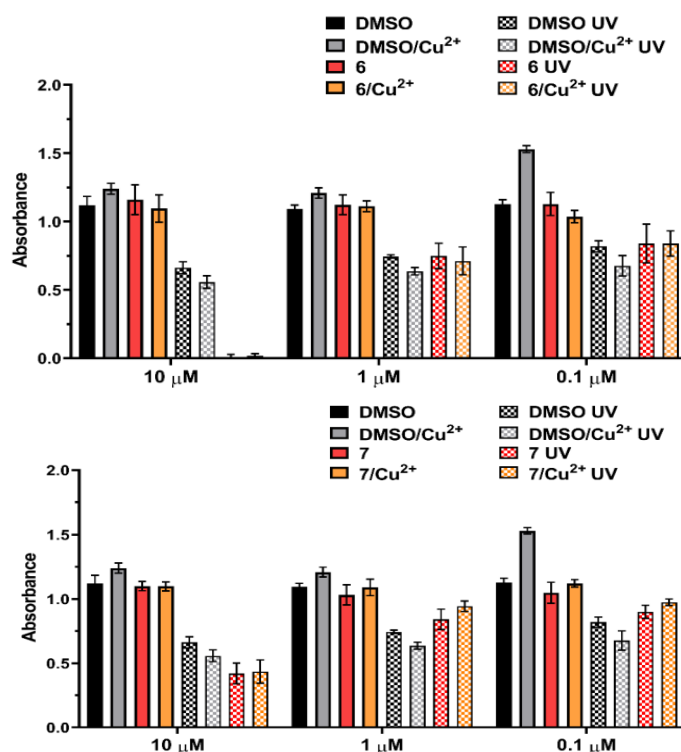 DMSO DMSO UV
DMSO/Cu²⁺ DMSO/Cu²⁺ UV
6 6 UV
6/Cu²⁺ 6/Cu²⁺ UV
2.0
1.5
1.0
0.5
0.0
Absorbance
10 μM 1 μM 0.1 μM
DMSO DMSO UV
DMSO/Cu²⁺ DMSO/Cu²⁺ UV
7 7 UV
7/Cu²⁺ 7/Cu²⁺ UV
2.0
1.5
1.0
0.5
0.0
Absorbance
10 μM 1 μM 0.1 μM